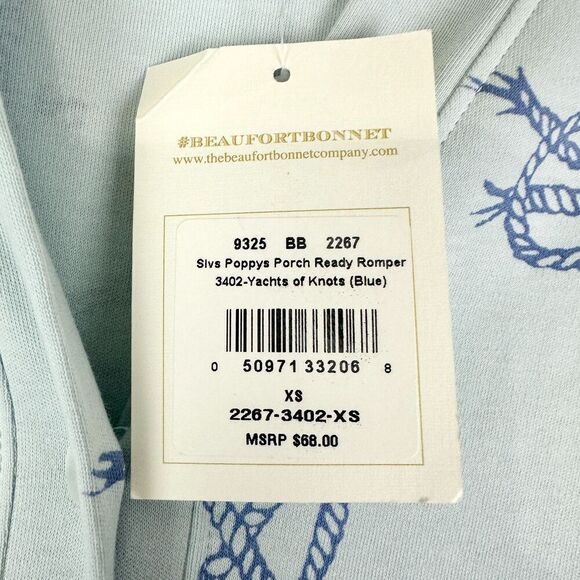 #BEAUFORTBONNET
www.thebeaufortbonnetcompany.com
9325 BB 2267
Slvs Poppys Porch Ready Romper
3402-Yachts of Knots (Blue)
0 50971 33206 8
XS
2267-3402-XS
MSRP $68.00